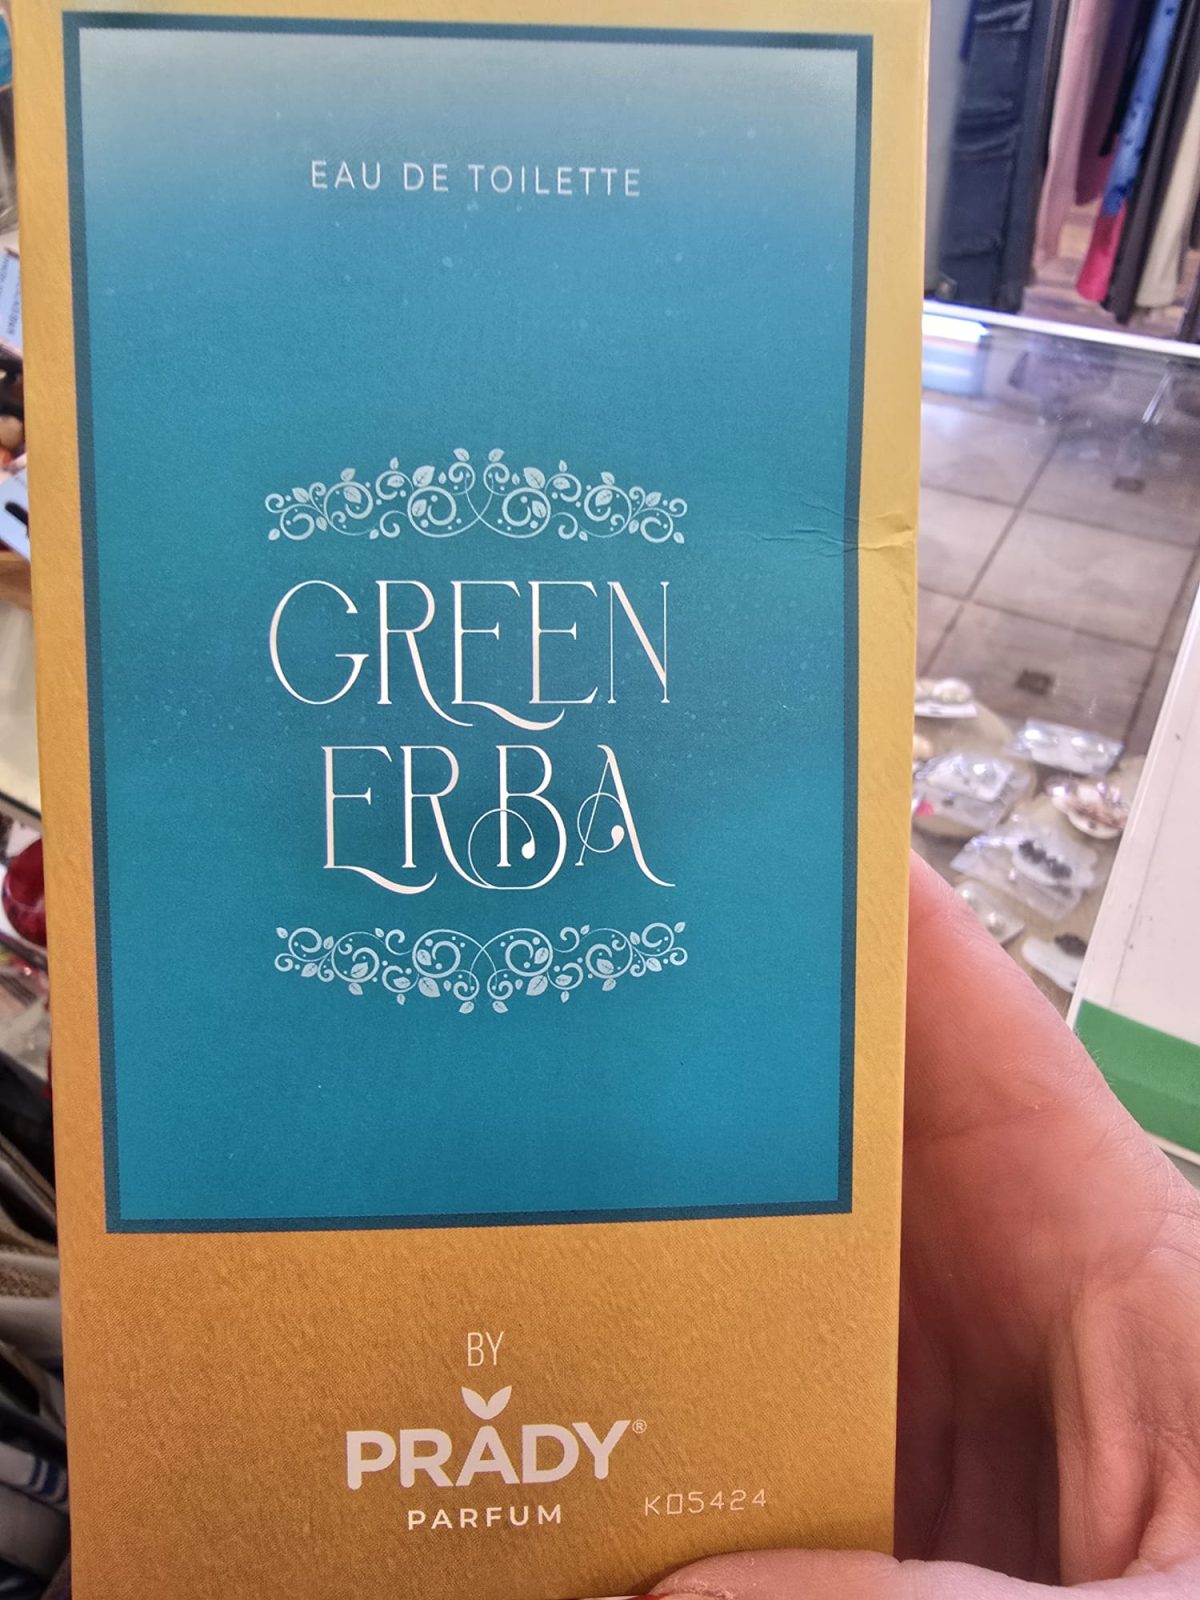 EAU DE TOILETTE
GREEN
ERBA
BY
PRADY®
PARFUM
K05424